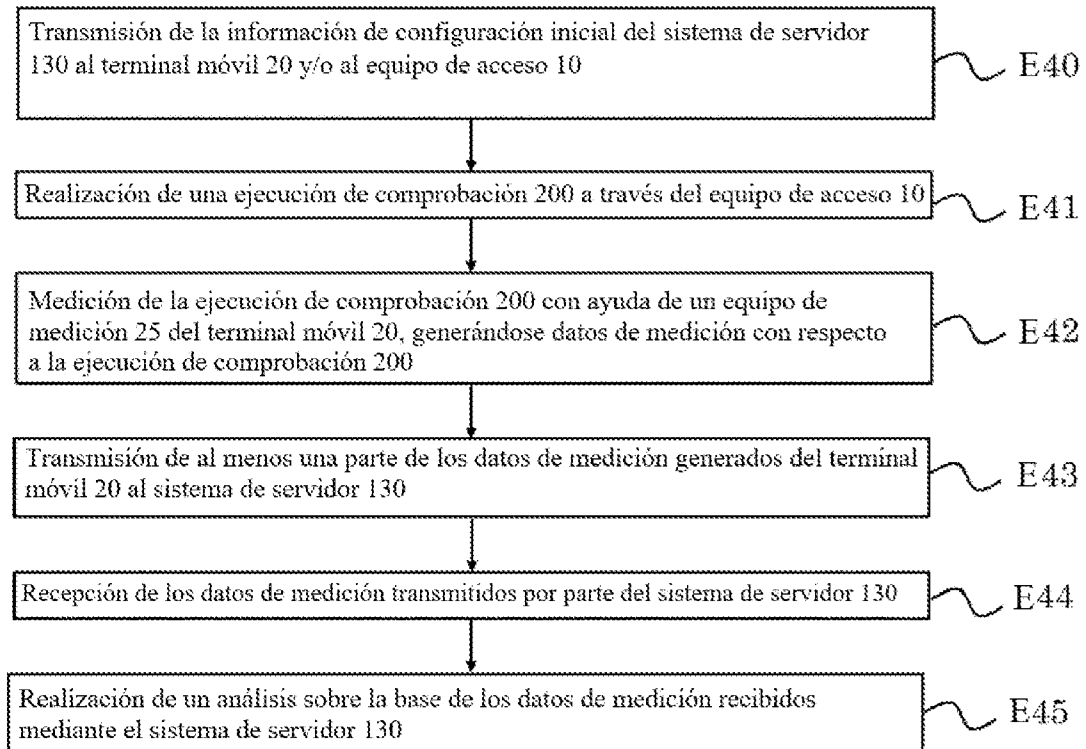 Transmisión de la información de configuración inicial del sistema de servidor
130 al terminal móvil 20 y/o al equipo de acceso 10
E40
Realización de una ejecución de comprobación 200 a través del equipo de acceso 10
E41
Medición de la ejecución de comprobación 200 con ayuda de un equipo de
medición 25 del terminal móvil 20, generándose datos de medición con respecto
a la ejecución de comprobación 200
E42
Transmisión de al menos una parte de los datos de medición generados del terminal
móvil 20 al sistema de servidor 130
E43
Recepción de los datos de medición transmitidos por parte del sistema de servidor 130
E44
Realización de un análisis sobre la base de los datos de medición recibidos
mediante el sistema de servidor 130
E45